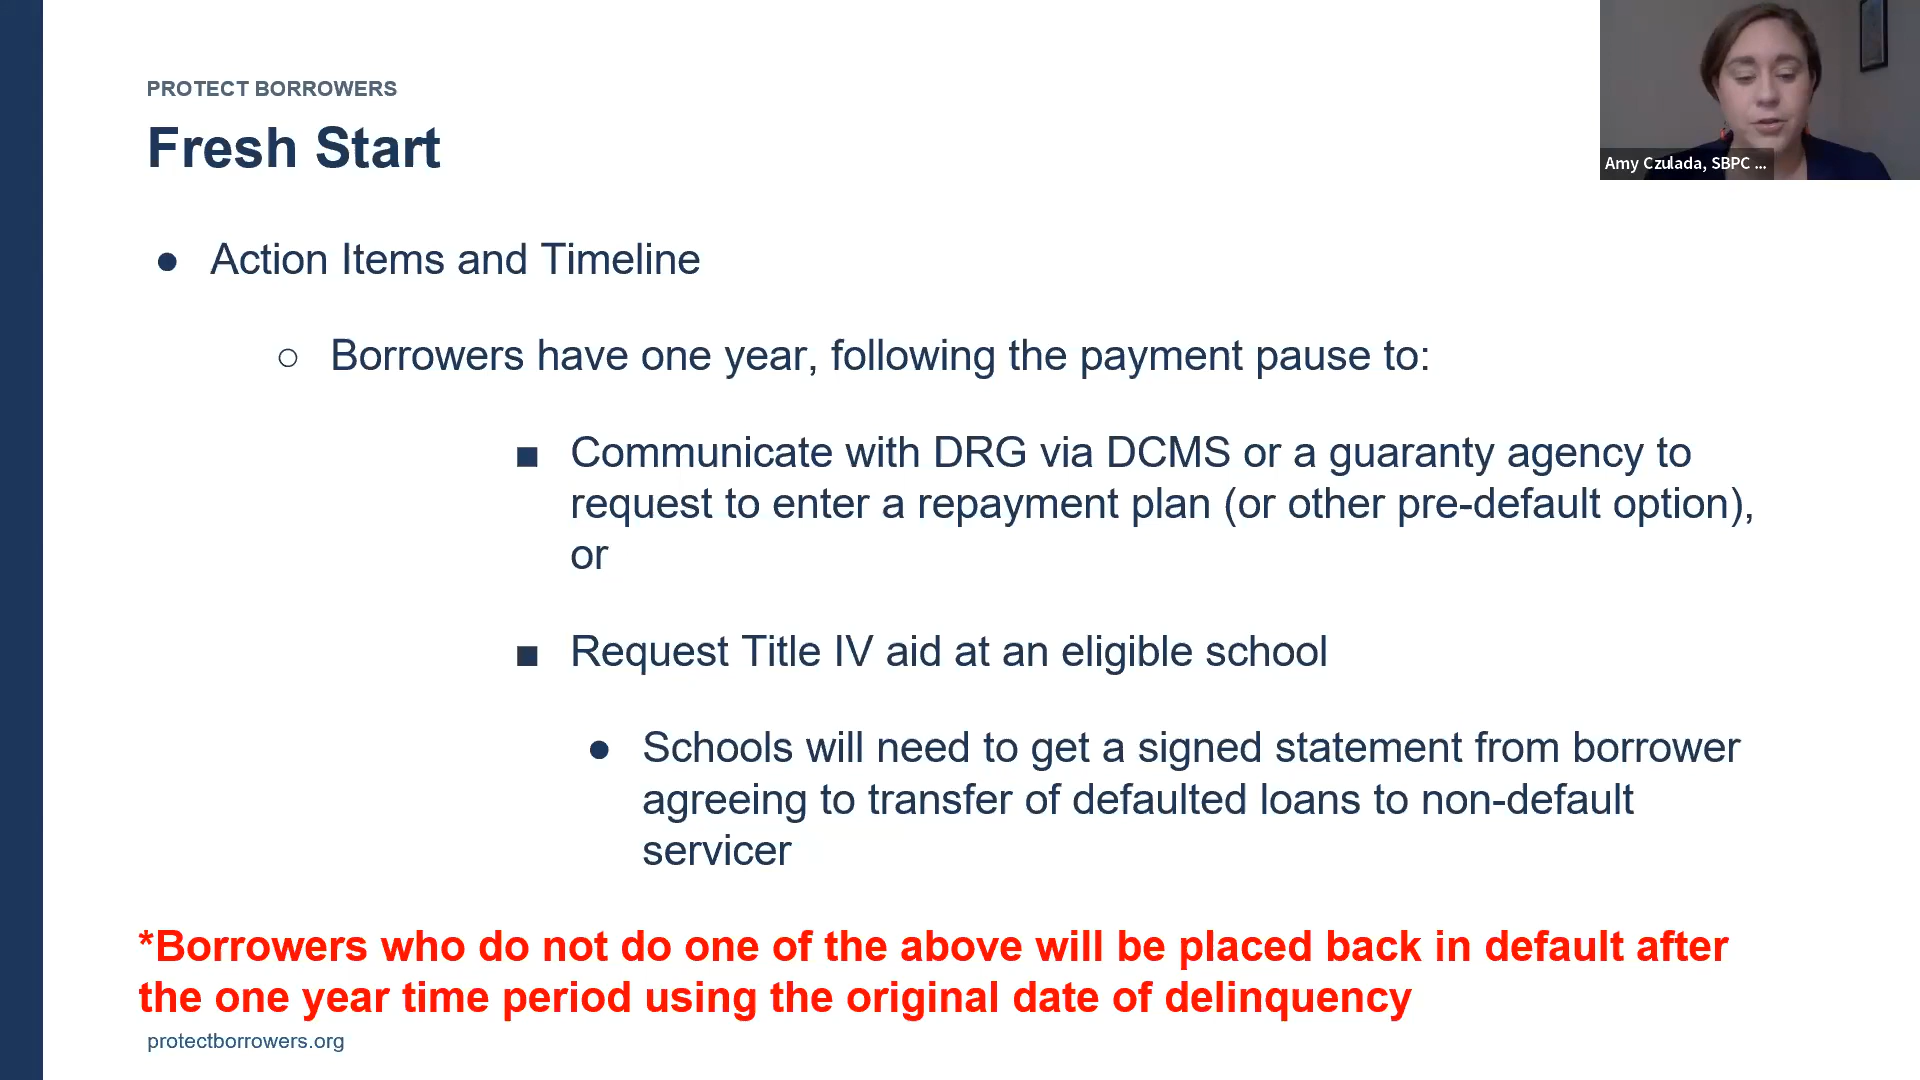 PROTECT BORROWERS
Fresh Start
Amy Czulada, SBPC ...
● Action Items and Timeline
○ Borrowers have one year, following the payment pause to:
■ Communicate with DRG via DCMS or a guaranty agency to
request to enter a repayment plan (or other pre-default option),
or
■ Request Title IV aid at an eligible school
● Schools will need to get a signed statement from borrower
agreeing to transfer of defaulted loans to non-default
servicer
*Borrowers who do not do one of the above will be placed back in default after
the one year time period using the original date of delinquency
protectborrowers.org